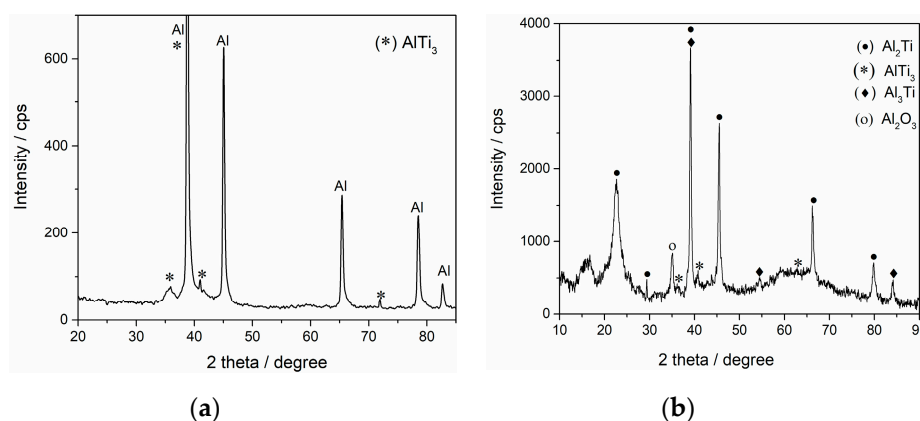 Al
*
Al
(*) AlTi₃
600
400
200
0
Intensity / cps
*
*
Al
*
Al
Al
20 30 40 50 60 70 80
2 theta / degree
(a)
4000
3000
2000
1000
0
Intensity / cps
(●) Al₂Ti
(*) AlTi₃
(♦) Al₃Ti
(o) Al₂O₃
●
●
♦
●
●
o
*
*
♦
*
●
●
♦
10 20 30 40 50 60 70 80 90
2 theta / degree
(b)